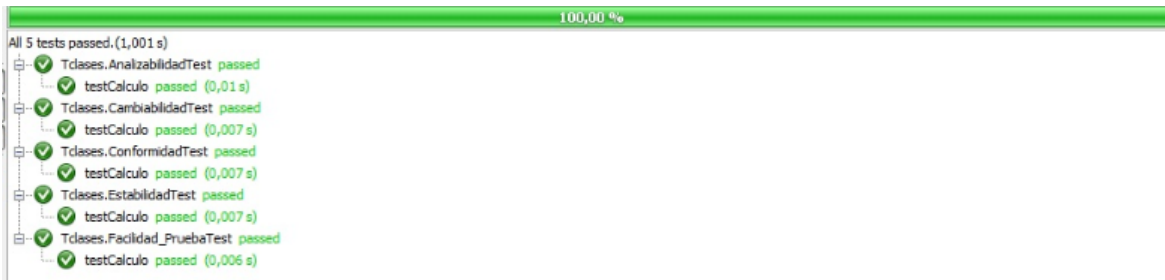 100,00 %
All 5 tests passed.(1,001 s)
Tclases.AnalizabilidadTest passed
testCalculo passed (0,01 s)
Tclases.CambiabilidadTest passed
testCalculo passed (0,007 s)
Tclases.ConformidadTest passed
testCalculo passed (0,007 s)
Tclases.EstabilidadTest passed
testCalculo passed (0,007 s)
Tclases.Facilidad_PruebaTest passed
testCalculo passed (0,006 s)